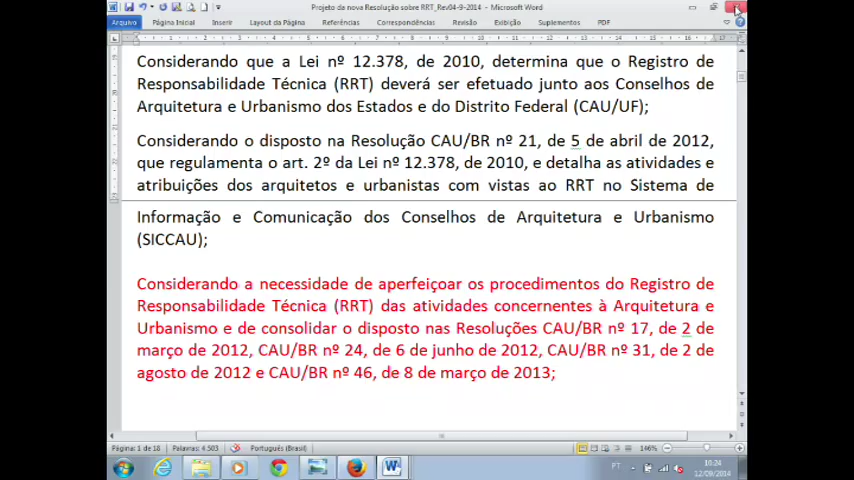 Projeto da nova Resolução sobre RRT_Rev04-9-2014 - Microsoft Word
Arquivo Página Inicial Inserir Layout da Página Referências Correspondências Revisão Exibição Suplementos PDF
Considerando que a Lei nº 12.378, de 2010, determina que o Registro de
Responsabilidade Técnica (RRT) deverá ser efetuado junto aos Conselhos de
Arquitetura e Urbanismo dos Estados e do Distrito Federal (CAU/UF);
Considerando o disposto na Resolução CAU/BR nº 21, de 5 de abril de 2012,
que regulamenta o art. 2º da Lei nº 12.378, de 2010, e detalha as atividades e
atribuições dos arquitetos e urbanistas com vistas ao RRT no Sistema de
Informação e Comunicação dos Conselhos de Arquitetura e Urbanismo
(SICCAU);
Considerando a necessidade de aperfeiçoar os procedimentos do Registro de
Responsabilidade Técnica (RRT) das atividades concernentes à Arquitetura e
Urbanismo e de consolidar o disposto nas Resoluções CAU/BR nº 17, de 2 de
março de 2012, CAU/BR nº 24, de 6 de junho de 2012, CAU/BR nº 31, de 2 de
agosto de 2012 e CAU/BR nº 46, de 8 de março de 2013;
Página: 1 de 18 Palavras: 4.503 Português (Brasil) 146%
PT 10:24
12/09/2014